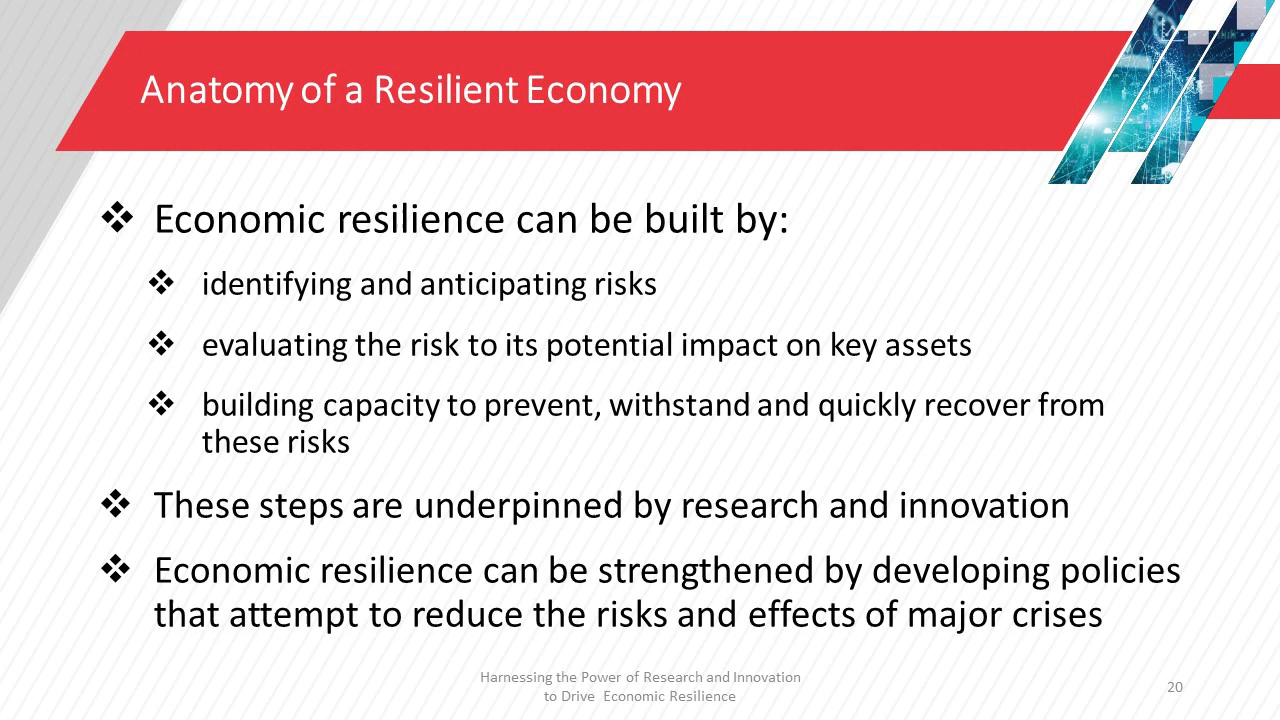 Anatomy of a Resilient Economy
❖ Economic resilience can be built by:
❖ identifying and anticipating risks
❖ evaluating the risk to its potential impact on key assets
❖ building capacity to prevent, withstand and quickly recover from
these risks
❖ These steps are underpinned by research and innovation
❖ Economic resilience can be strengthened by developing policies
that attempt to reduce the risks and effects of major crises
Harnessing the Power of Research and Innovation
to Drive Economic Resilience
20